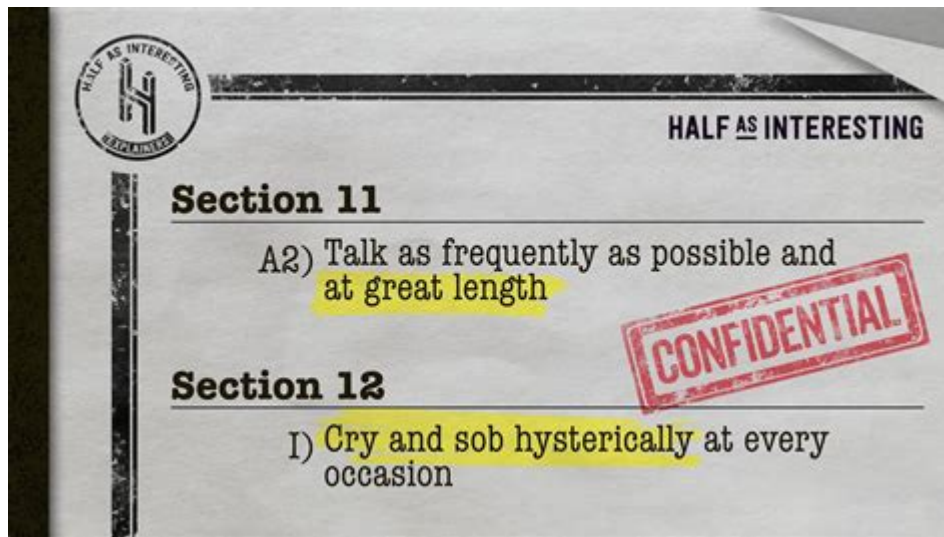 HALF AS INTERESTING
EXPLAINERS
HALF AS INTERESTING
Section 11
A2) Talk as frequently as possible and
at great length
CONFIDENTIAL
Section 12
I) Cry and sob hysterically at every
occasion